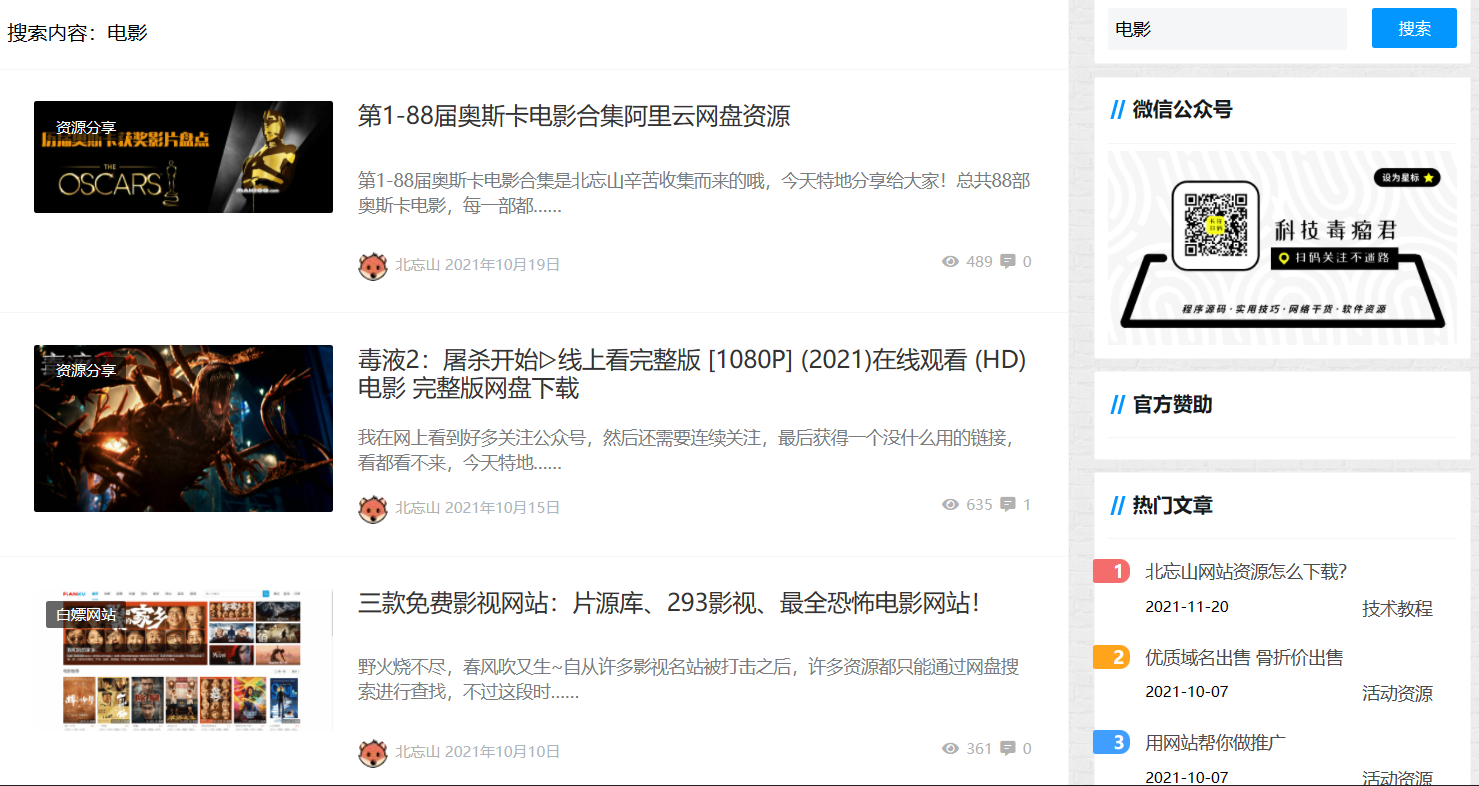 搜索内容：电影
资源分享
历届奥斯卡获奖影片盘点
THE
OSCARS
第1-88届奥斯卡电影合集阿里云网盘资源
第1-88届奥斯卡电影合集是北忘山辛苦收集而来的哦，今天特地分享给大家！总共88部
奥斯卡电影，每一部都......
北忘山 2021年10月19日
489 0
资源分享
毒液2：屠杀开始▷线上看完整版 [1080P] (2021)在线观看 (HD)
电影 完整版网盘下载
我在网上看到好多关注公众号，然后还需要连续关注，最后获得一个没什么用的链接，
看都看不来，今天特地......
北忘山 2021年10月15日
635 1
白嫖网站
三款免费影视网站：片源库、293影视、最全恐怖电影网站！
野火烧不尽，春风吹又生~自从许多影视名站被打击之后，许多资源都只能通过网盘搜
索进行查找，不过这段时......
北忘山 2021年10月10日
361 0
电影
搜索
// 微信公众号
设为星标
科技毒瘤君
扫码关注不迷路
程序源码·实用技巧·网络干货·软件资源
// 官方赞助
// 热门文章
1 北忘山网站资源怎么下载?
2021-11-20 技术教程
2 优质域名出售 骨折价出售
2021-10-07 活动资源
3 用网站帮你做推广
2021-10-07 活动资源